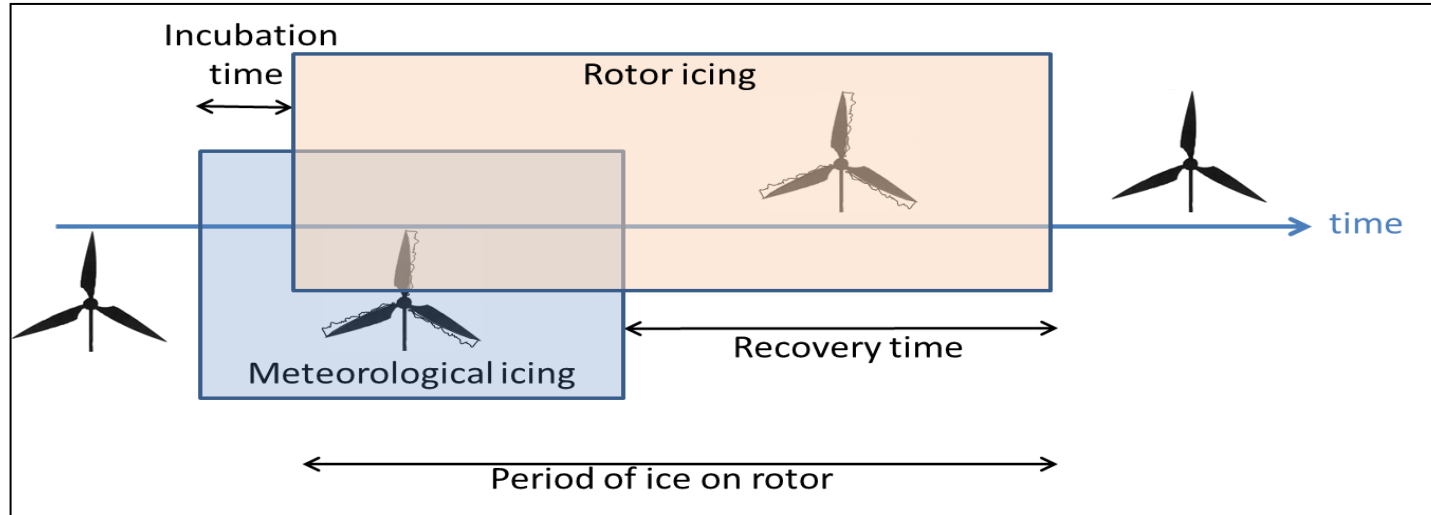 Incubation
time
Rotor icing
time
Recovery time
Meteorological icing
Period of ice on rotor